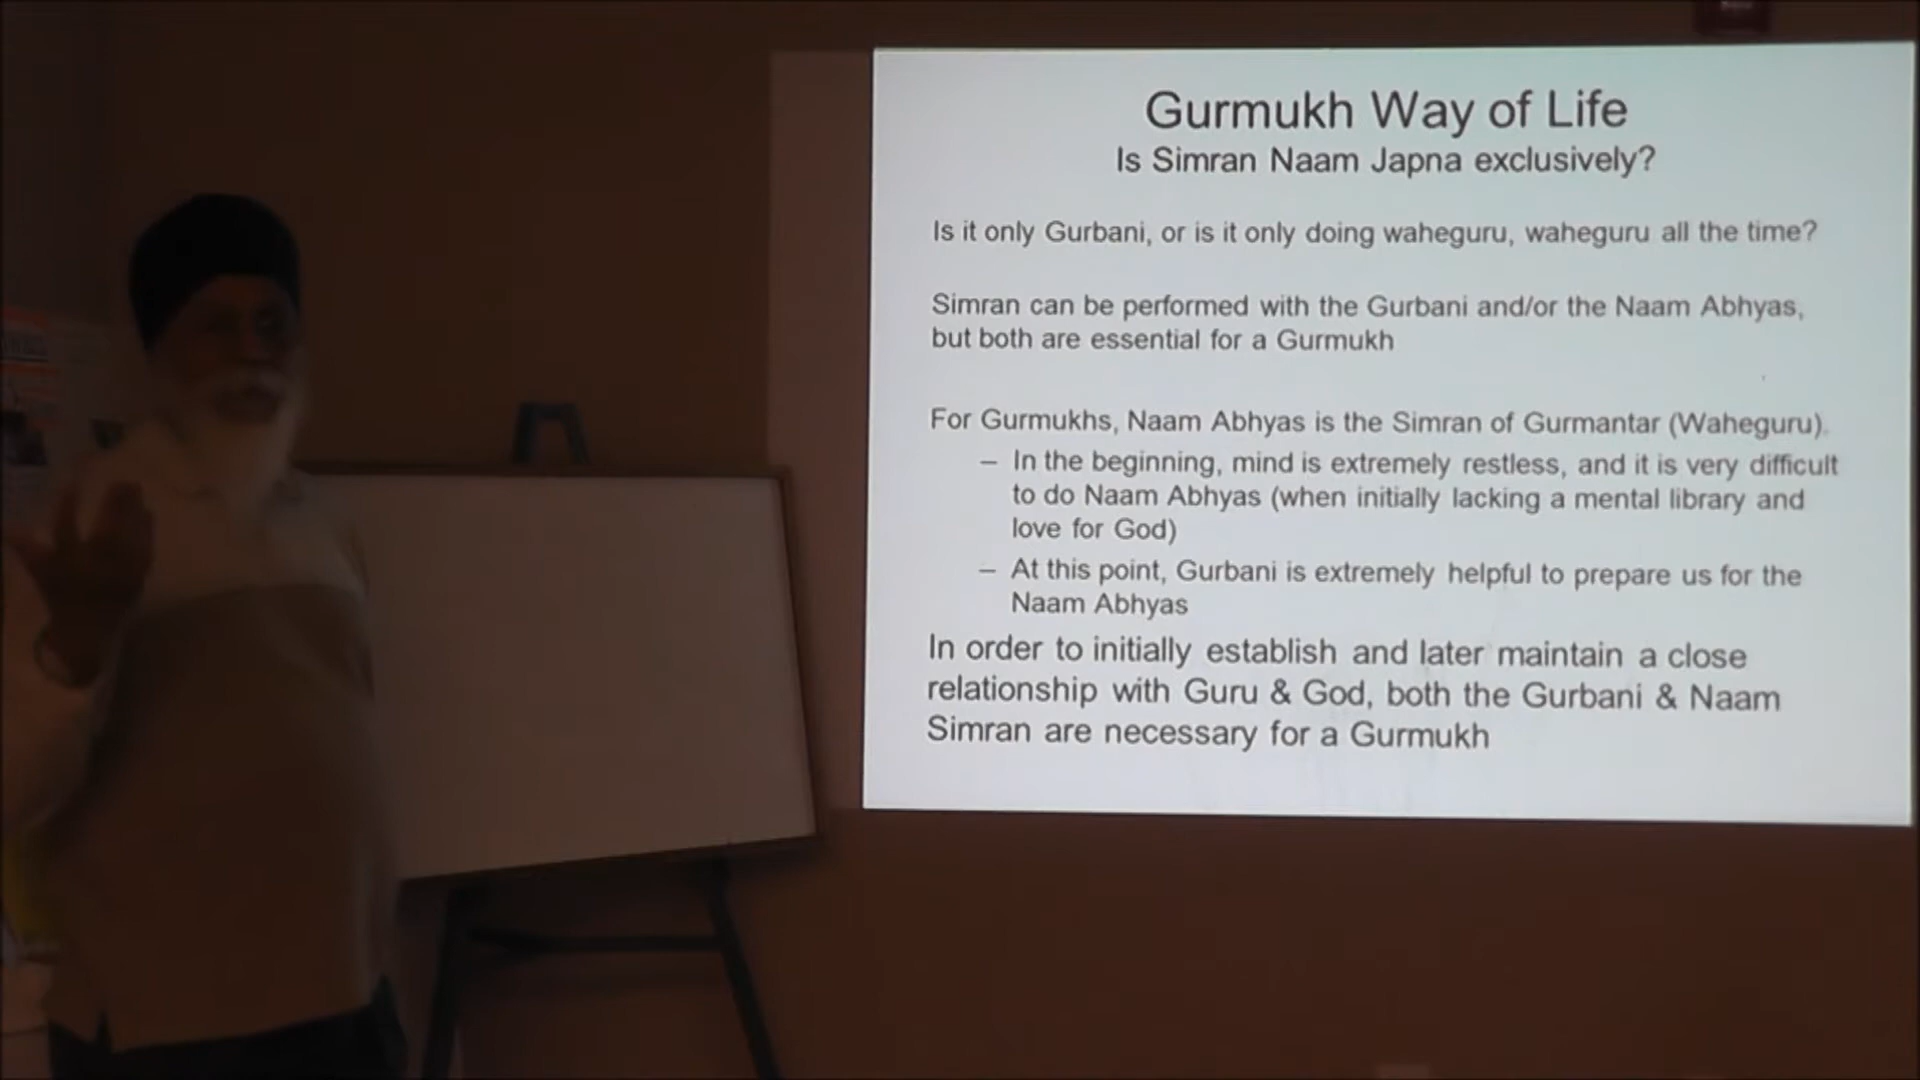 Gurmukh Way of Life
Is Simran Naam Japna exclusively?
Is it only Gurbani, or is it only doing waheguru, waheguru all the time?
Simran can be performed with the Gurbani and/or the Naam Abhyas,
but both are essential for a Gurmukh
For Gurmukhs, Naam Abhyas is the Simran of Gurmantar (Waheguru).
– In the beginning, mind is extremely restless, and it is very difficult
to do Naam Abhyas (when initially lacking a mental library and
love for God)
– At this point, Gurbani is extremely helpful to prepare us for the
Naam Abhyas
In order to initially establish and later maintain a close
relationship with Guru & God, both the Gurbani & Naam
Simran are necessary for a Gurmukh